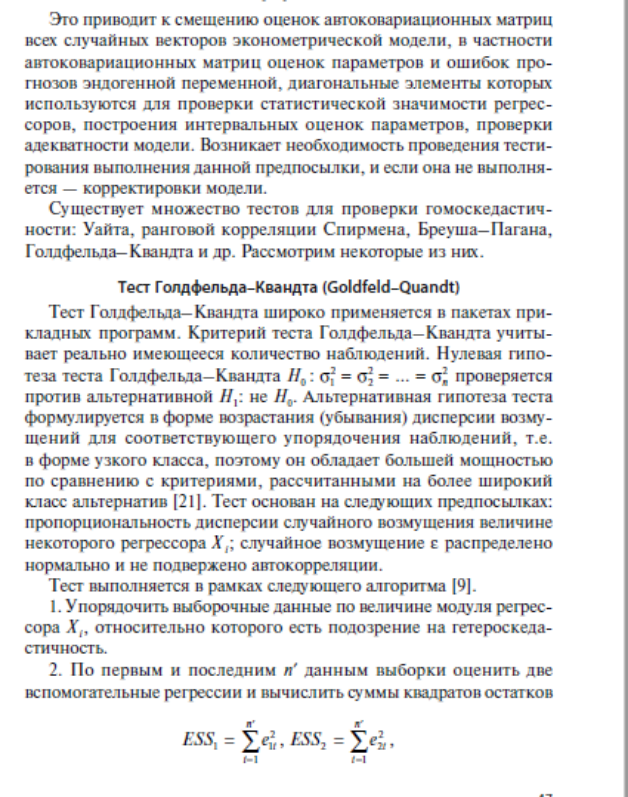 Это приводит к смещению оценок автоковариационных матриц
всех случайных векторов эконометрической модели, в частности
автоковариационных матриц оценок параметров и ошибок про-
гнозов эндогенной переменной, диагональные элементы которых
используются для проверки статистической значимости регрес-
соров, построения интервальных оценок параметров, проверки
адекватности модели. Возникает необходимость проведения тести-
рования выполнения данной предпосылки, и если она не выполня-
ется — корректировки модели.
Существует множество тестов для проверки гомоскедастич-
ности: Уайта, ранговой корреляции Спирмена, Бреуша–Пагана,
Голдфельда–Квандта и др. Рассмотрим некоторые из них.
Тест Голдфельда–Квандта (Goldfeld–Quandt)
Тест Голдфельда–Квандта широко применяется в пакетах при-
кладных программ. Критерий теста Голдфельда–Квандта учиты-
вает реально имеющееся количество наблюдений. Нулевая гипо-
теза теста Голдфельда–Квандта H₀: σ₁² = σ₂² = ... = σₙ² проверяется
против альтернативной H₁: не H₀. Альтернативная гипотеза теста
формулируется в форме возрастания (убывания) дисперсии возму-
щений для соответствующего упорядочения наблюдений, т.е.
в форме узкого класса, поэтому он обладает большей мощностью
по сравнению с критериями, рассчитанными на более широкий
класс альтернатив [21]. Тест основан на следующих предпосылках:
пропорциональность дисперсии случайного возмущения величине
некоторого регрессора Xᵢ; случайное возмущение ε распределено
нормально и не подвержено автокорреляции.
Тест выполняется в рамках следующего алгоритма [9].
1. Упорядочить выборочные данные по величине модуля регрес-
сора Xᵢ, относительно которого есть подозрение на гетероскеда-
стичность.
2. По первым и последним n′ данным выборки оценить две
вспомогательные регрессии и вычислить суммы квадратов остатков
ESS₁ = ∑ₜ₌₁ⁿ′ e₁ₜ², ESS₂ = ∑ₜ₌₁ⁿ′ e₂ₜ²,